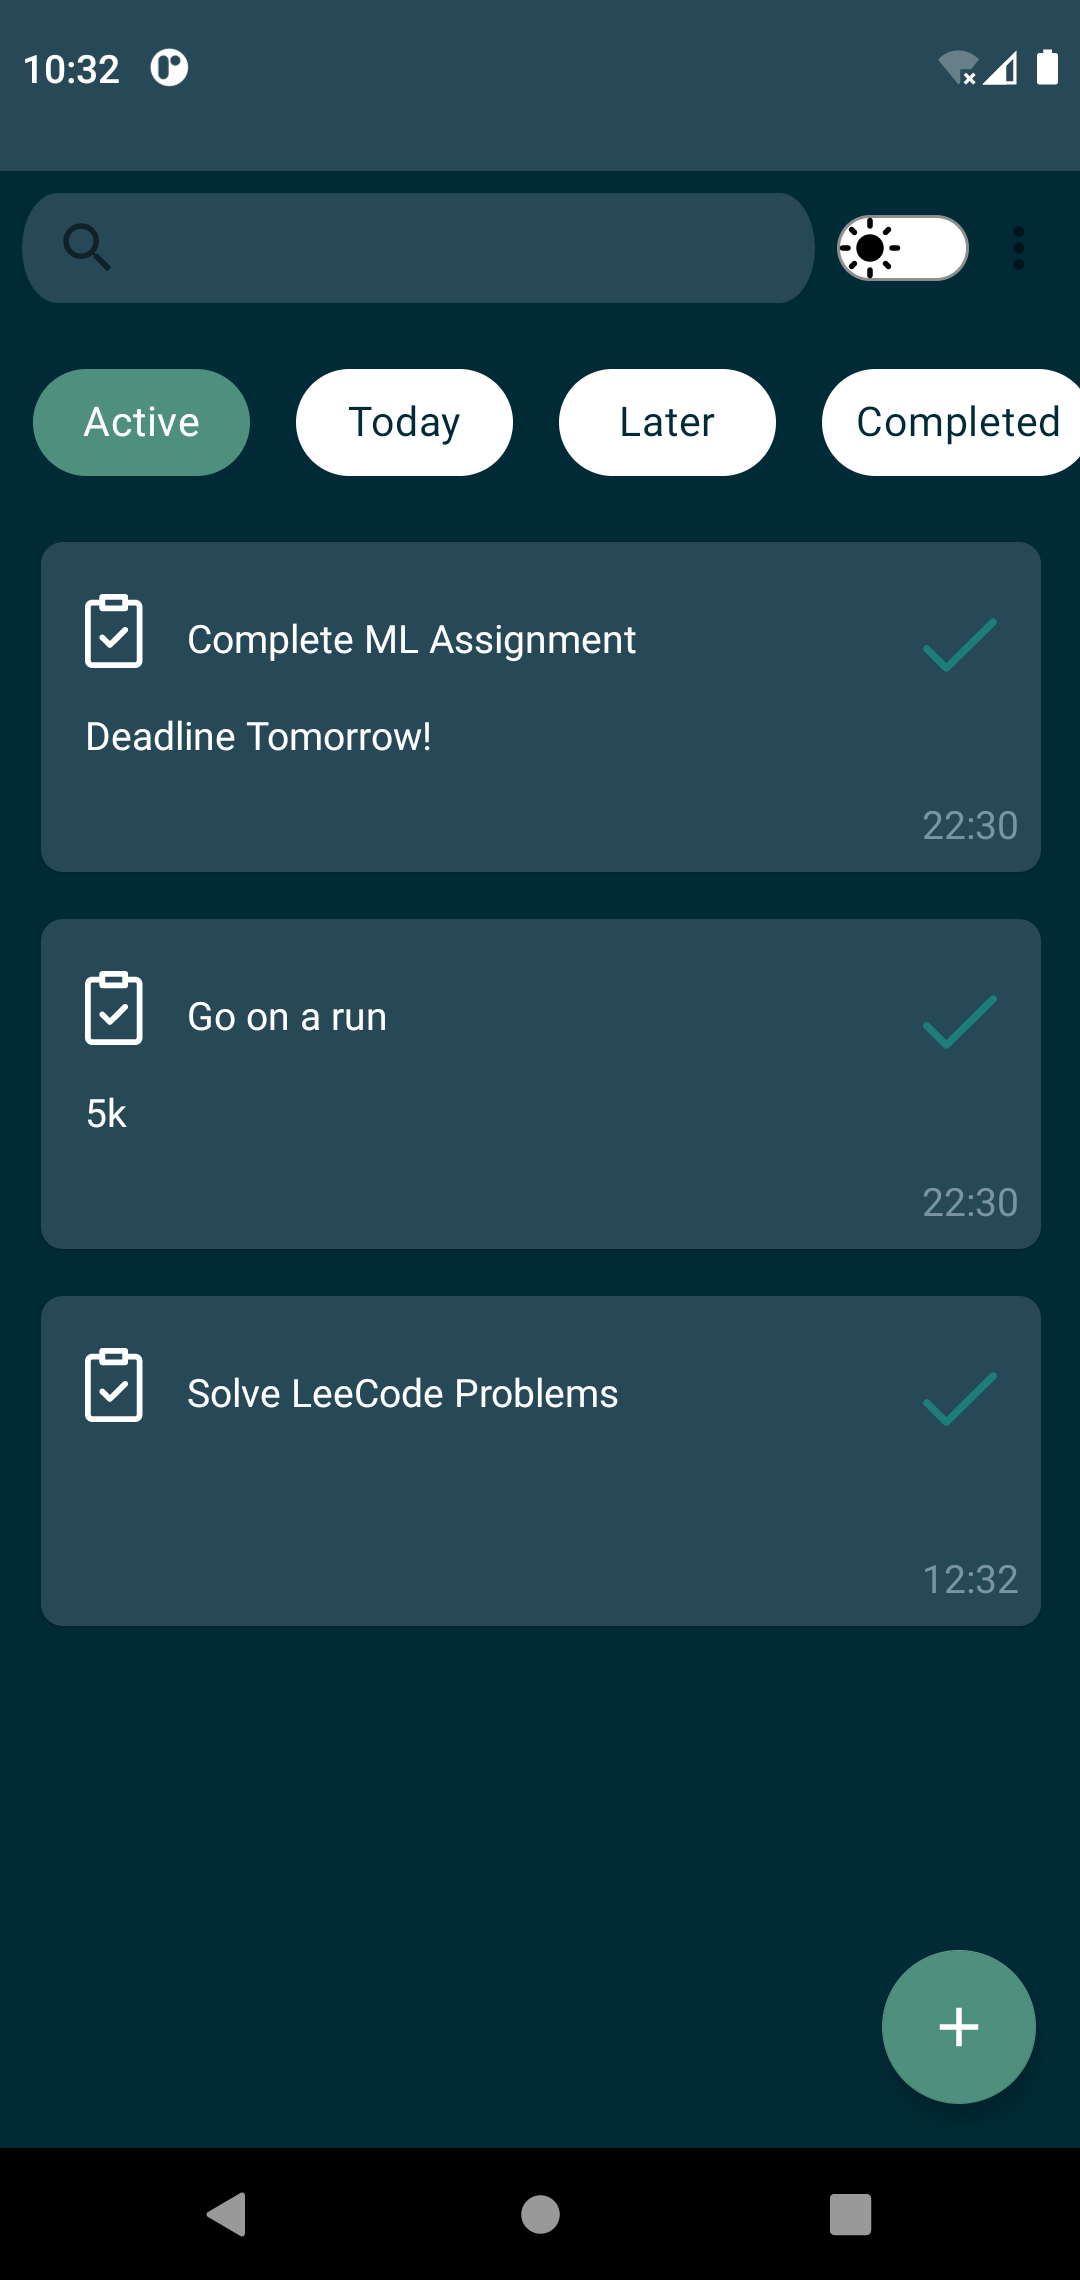 10:32
Active Today Later Completed
Complete ML Assignment
Deadline Tomorrow!
22:30
Go on a run
5k
22:30
Solve LeeCode Problems
12:32